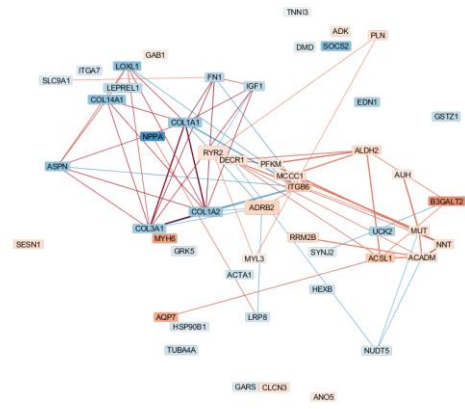 TNNI3
ADK
PLN
GAB1
DMD
SOCS2
LOXL1
ITGA7
SLC9A1
FN1
LEPREL1
IGF1
COL14A1
EDN1
GSTZ1
COL1A1
NPPA
RYR2
ALDH2
DECR1
PFKM
ASPN
MCCC1
AUH
ITGB6
B3GALT2
COL1A2
ADRB2
COL3A1
UCK2
MUT
MYH6
RRM2B
SESN1
GRK5
SYNJ2
NNT
MYL3
ACSL1
ACADM
ACTA1
HEXB
AQP7
LRP8
HSP90B1
TUBA4A
NUDT5
GARS
CLCN3
ANO5